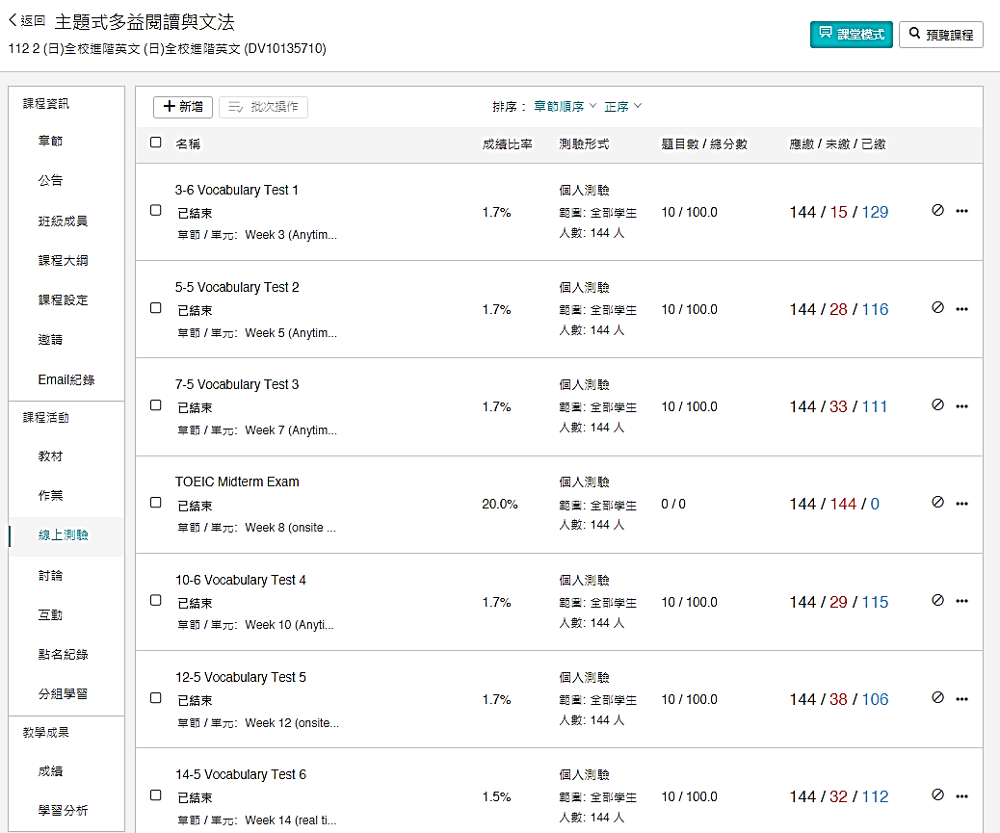 返回 主題式多益閱讀與文法
112 2 (日)全校進階英文 (日)全校進階英文 (DV10135710)
課堂模式
預覽課程
課程資訊
章節
公告
班級成員
課程大綱
課程設定
邀請
Email紀錄
課程活動
教材
作業
線上測驗
討論
互動
點名紀錄
分組學習
教學成果
成績
學習分析
新增 批次操作 排序： 章節順序 正序
名稱 成績比率 測驗形式 題目數 / 總分數 應繳 / 未繳 / 已繳
3-6 Vocabulary Test 1
已結束
章節 / 單元: Week 3 (Anytim...
1.7%
個人測驗
範圍: 全部學生
人數: 144 人
10 / 100.0
144 / 15 / 129
5-5 Vocabulary Test 2
已結束
章節 / 單元: Week 5 (Anytim...
1.7%
個人測驗
範圍: 全部學生
人數: 144 人
10 / 100.0
144 / 28 / 116
7-5 Vocabulary Test 3
已結束
章節 / 單元: Week 7 (Anytim...
1.7%
個人測驗
範圍: 全部學生
人數: 144 人
10 / 100.0
144 / 33 / 111
TOEIC Midterm Exam
已結束
章節 / 單元: Week 8 (onsite ...
20.0%
個人測驗
範圍: 全部學生
人數: 144 人
0 / 0
144 / 144 / 0
10-6 Vocabulary Test 4
已結束
章節 / 單元: Week 10 (Anyti...
1.7%
個人測驗
範圍: 全部學生
人數: 144 人
10 / 100.0
144 / 29 / 115
12-5 Vocabulary Test 5
已結束
章節 / 單元: Week 12 (onsite...
1.7%
個人測驗
範圍: 全部學生
人數: 144 人
10 / 100.0
144 / 38 / 106
14-5 Vocabulary Test 6
已結束
章節 / 單元: Week 14 (real ti...
1.5%
個人測驗
範圍: 全部學生
人數: 144 人
10 / 100.0
144 / 32 / 112